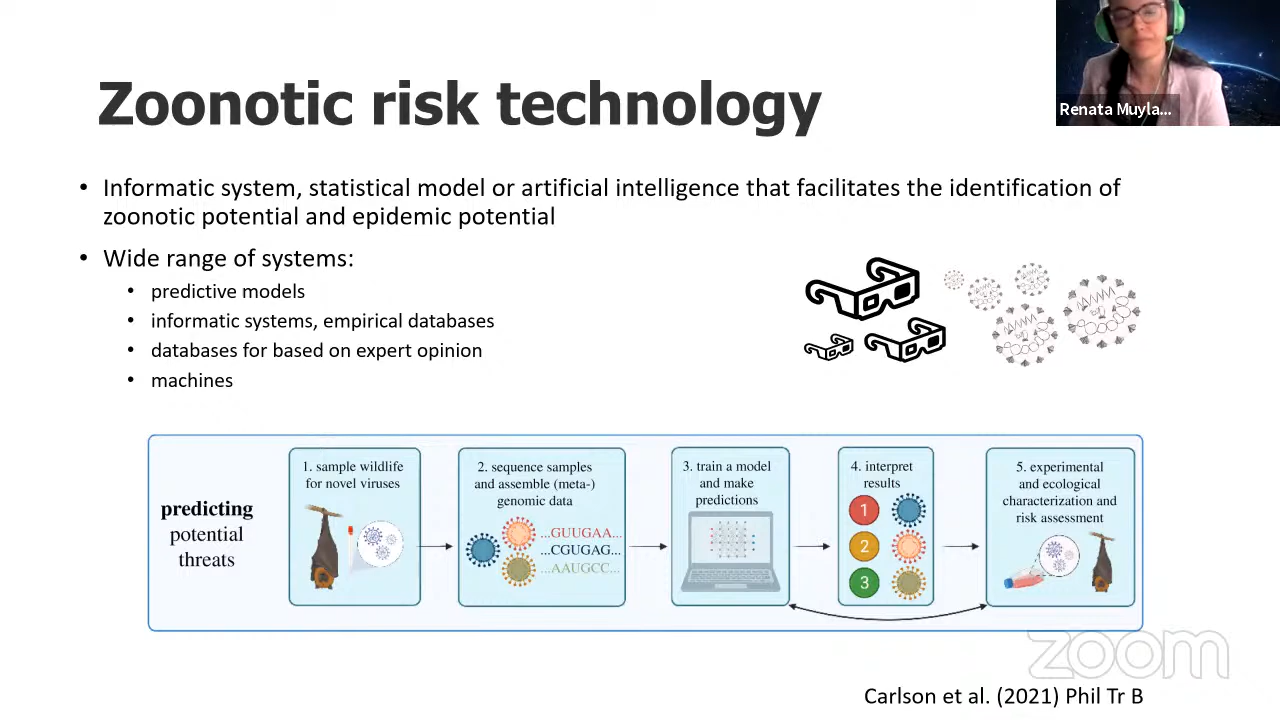 Renata Muyla...
Zoonotic risk technology
• Informatic system, statistical model or artificial intelligence that facilitates the identification of
zoonotic potential and epidemic potential
• Wide range of systems:
• predictive models
• informatic systems, empirical databases
• databases for based on expert opinion
• machines
predicting
potential
threats
1. sample wildlife
for novel viruses
2. sequence samples
and assemble (meta-)
genomic data
...GUUGAA...
...CGUGAG...
...AAUGCC...
3. train a model
and make
predictions
4. interpret
results
1
2
3
5. experimental
and ecological
characterization and
risk assessment
zoom
Carlson et al. (2021) Phil Tr B